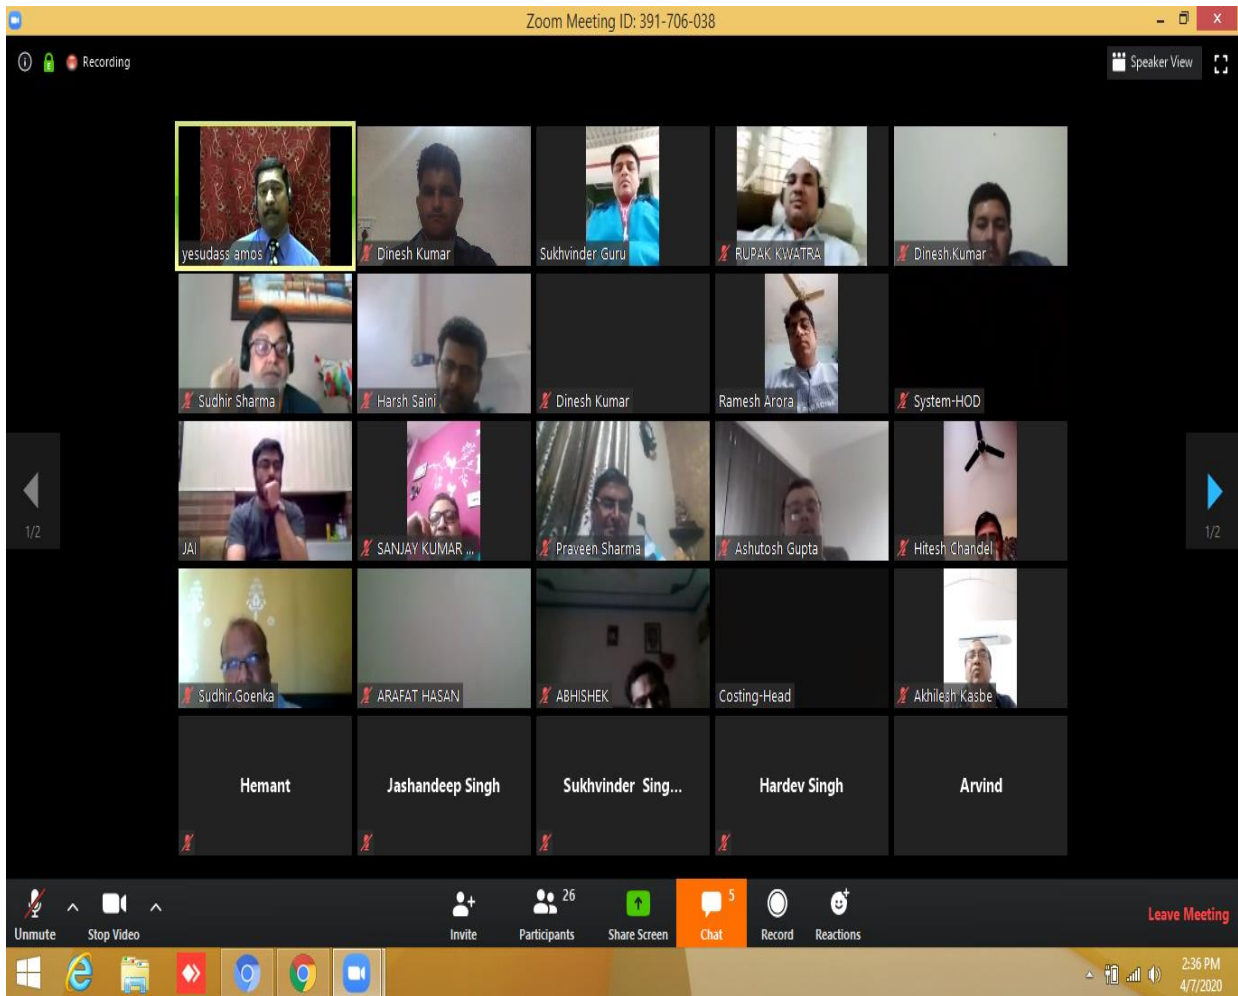 Zoom Meeting ID: 391-706-038
Recording
Speaker View
yesudass amos
Dinesh Kumar
Sukhvinder Guru
RUPAK KWATRA
Dinesh.Kumar
Sudhir Sharma
Harsh Saini
Dinesh Kumar
Ramesh Arora
System-HOD
JAI
SANJAY KUMAR ...
Praveen Sharma
Ashutosh Gupta
Hitesh Chandel
1/2
1/2
Sudhir.Goenka
ARAFAT HASAN
ABHISHEK
Costing-Head
Akhilesh Kasbe
Hemant
Jashandeep Singh
Sukhvinder Sing...
Hardev Singh
Arvind
Unmute
Stop Video
Invite
26
Participants
Share Screen
5
Chat
Record
Reactions
Leave Meeting
2:36 PM
4/7/2020